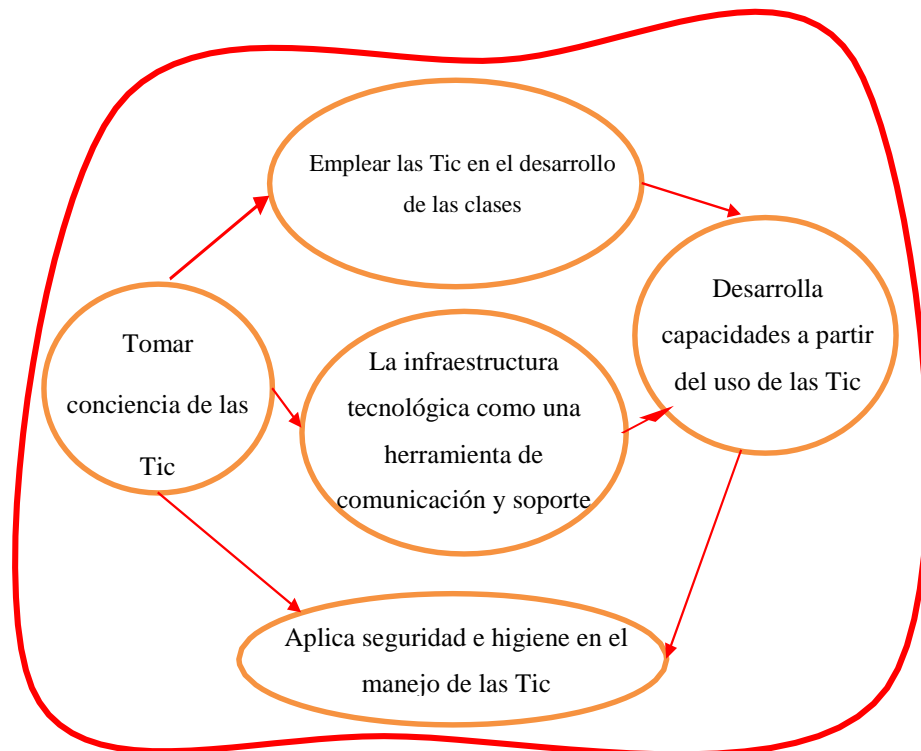 Emplear las Tic en el desarrollo
de las clases
Tomar
conciencia de las
Tic
La infraestructura
tecnológica como una
herramienta de
comunicación y soporte
Desarrolla
capacidades a partir
del uso de las Tic
Aplica seguridad e higiene en el
manejo de las Tic